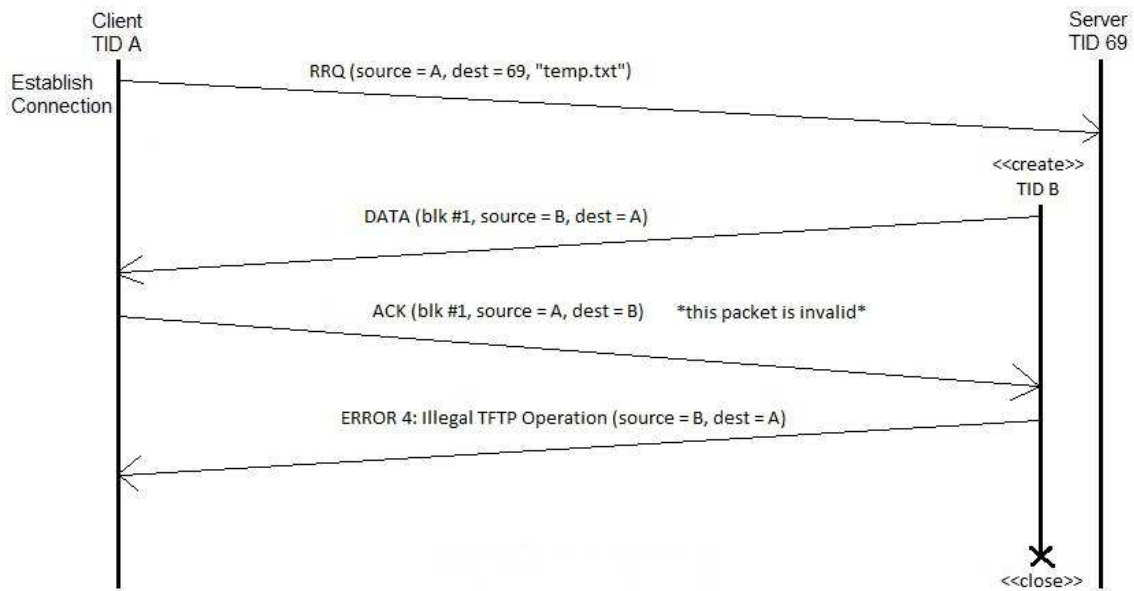 Client
TID A
Server
TID 69
RRQ (source = A, dest = 69, "temp.txt")
Establish
Connection
<<create>>
TID B
DATA (blk #1, source = B, dest = A)
ACK (blk #1, source = A, dest = B) *this packet is invalid*
ERROR 4: Illegal TFTP Operation (source = B, dest = A)
<<close>>